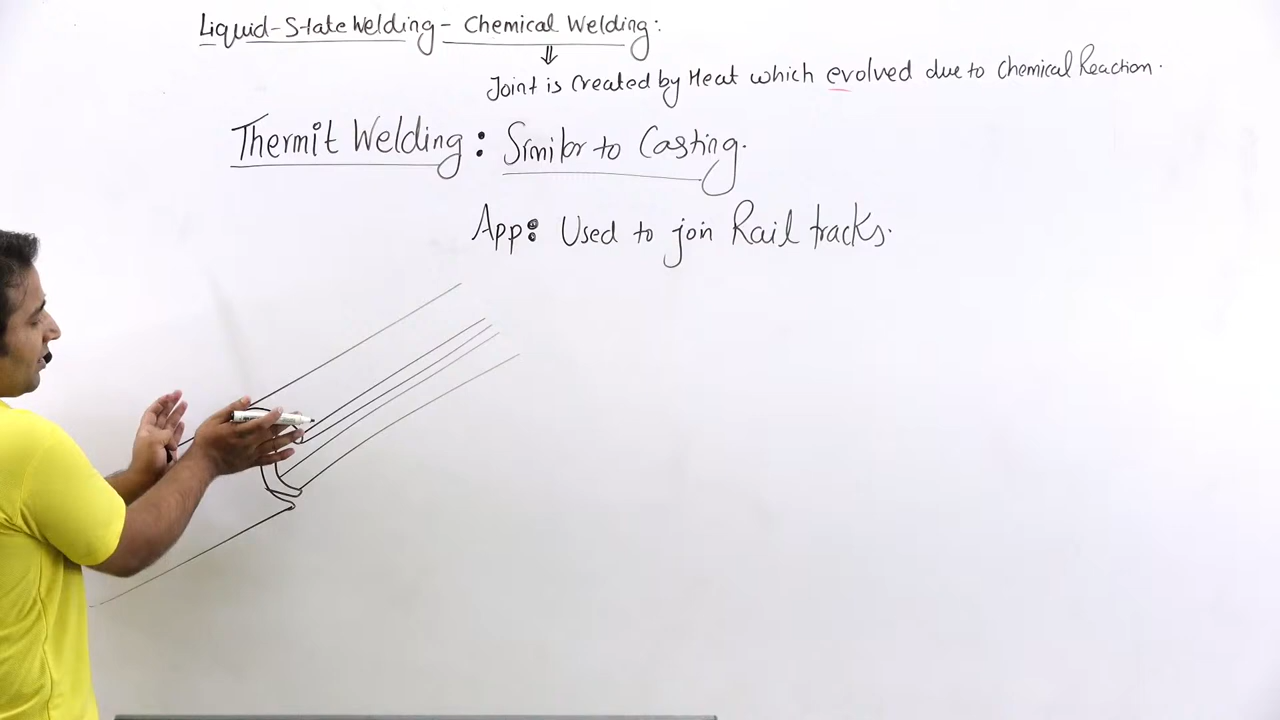 Liquid-State Welding - Chemical Welding:
⇓
Joint is Created by Heat which evolved due to Chemical Reaction.
Thermit Welding: Similar to Casting.
App: Used to join Rail tracks.